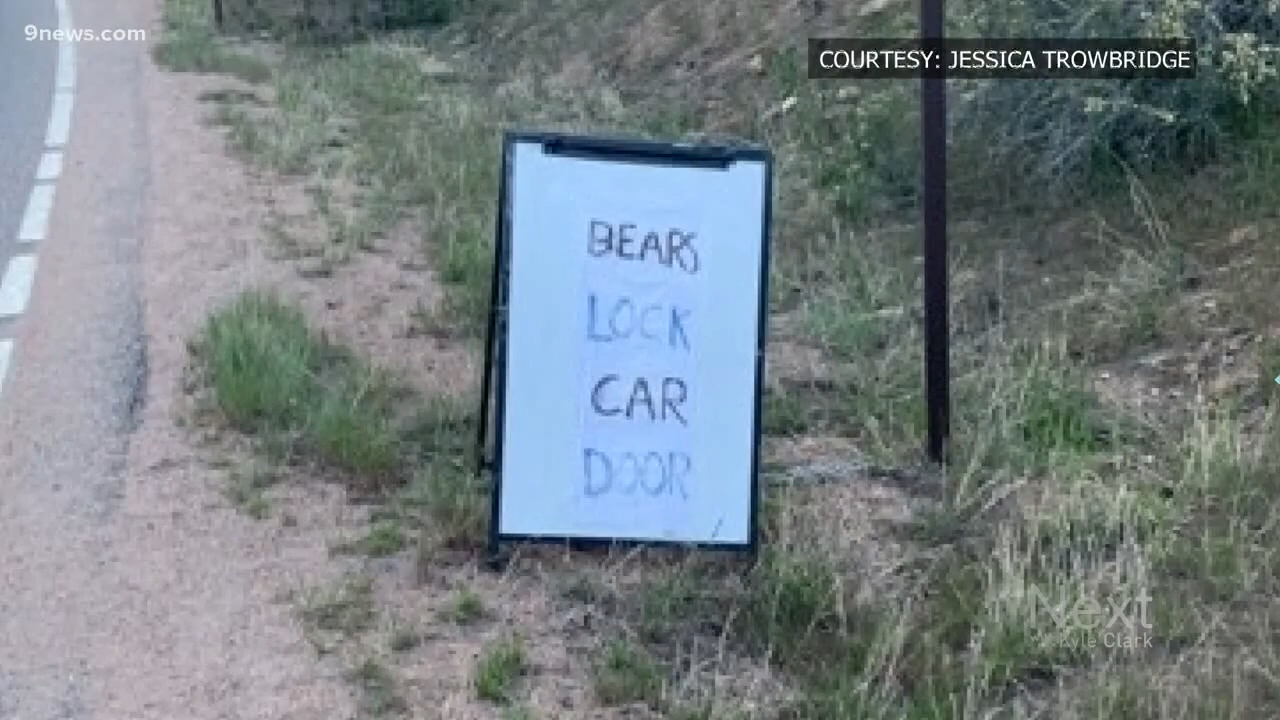 9news.com
COURTESY: JESSICA TROWBRIDGE
BEARS
LOCK
CAR
DOOR
Next
w. Kyle Clark